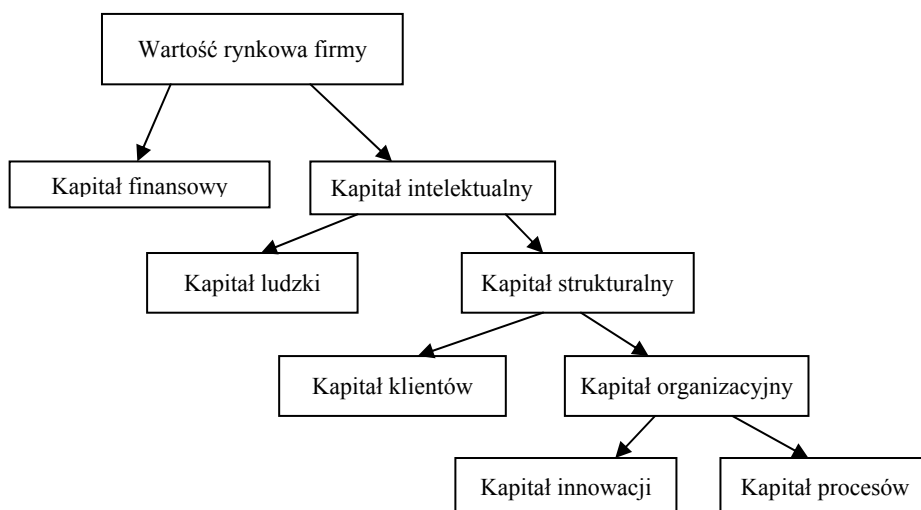 Wartość rynkowa firmy
Kapitał finansowy
Kapitał intelektualny
Kapitał ludzki
Kapitał strukturalny
Kapitał klientów
Kapitał organizacyjny
Kapitał innowacji
Kapitał procesów